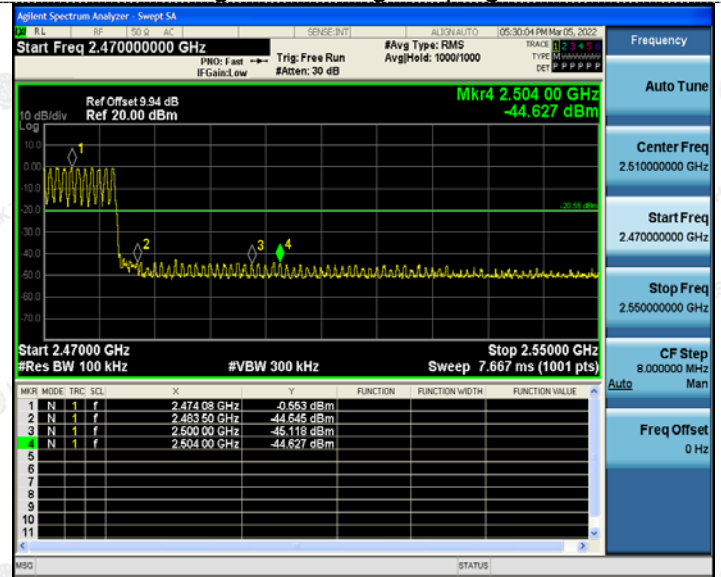 Agilent Spectrum Analyzer - Swept SA
RL RF 50 Ω AC SENSE:INT ALIGNAUTO 05:30:04 PM Mar 05, 2022
Start Freq 2.470000000 GHz #Avg Type: RMS TRACE 1 2 3 4 5 6
PNO: Fast Trig: Free Run Avg|Hold: 1000/1000 TYPE M
IFGain:Low #Atten: 30 dB DET P P P P P P
Ref Offset 9.94 dB Mkr4 2.504 00 GHz
10 dB/div Ref 20.00 dBm -44.627 dBm
Log
10.0
0.00
-10.0
-20.0
-30.0
-40.0
-50.0
-60.0
-70.0
1
2
3
4
-20.55 dBm
Start 2.47000 GHz Stop 2.55000 GHz
#Res BW 100 kHz #VBW 300 kHz Sweep 7.667 ms (1001 pts)
MKR MODE TRC SCL X Y FUNCTION FUNCTION WIDTH FUNCTION VALUE
1 N 1 f 2.474 08 GHz -0.553 dBm
2 N 1 f 2.483 50 GHz -44.645 dBm
3 N 1 f 2.500 00 GHz -45.118 dBm
4 N 1 f 2.504 00 GHz -44.627 dBm
5
6
7
8
9
10
11
MSG STATUS
Frequency
Auto Tune
Center Freq
2.510000000 GHz
Start Freq
2.470000000 GHz
Stop Freq
2.550000000 GHz
CF Step
8.000000 MHz
Auto Man
Freq Offset
0 Hz